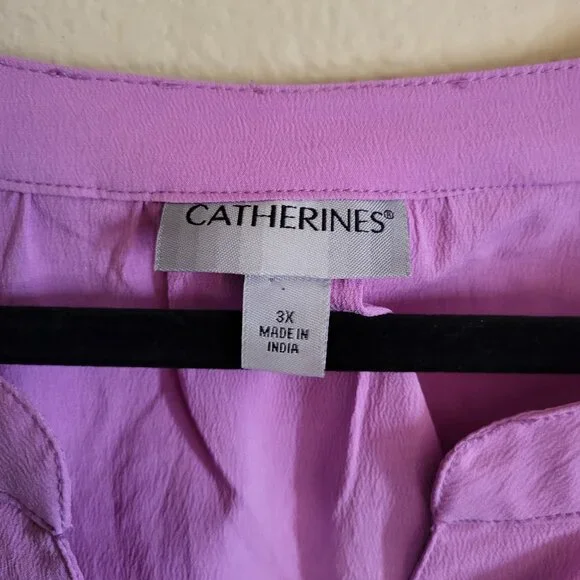 CATHERINES®
3X
MADE IN
INDIA